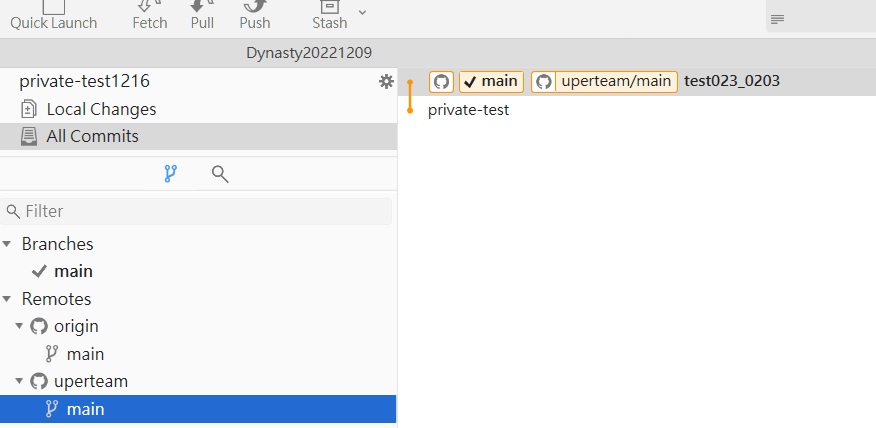 Quick Launch Fetch Pull Push Stash
Dynasty20221209
private-test1216
Local Changes
All Commits
Filter
Branches
main
Remotes
origin
main
uperteam
main
main uperteam/main test023_0203
private-test